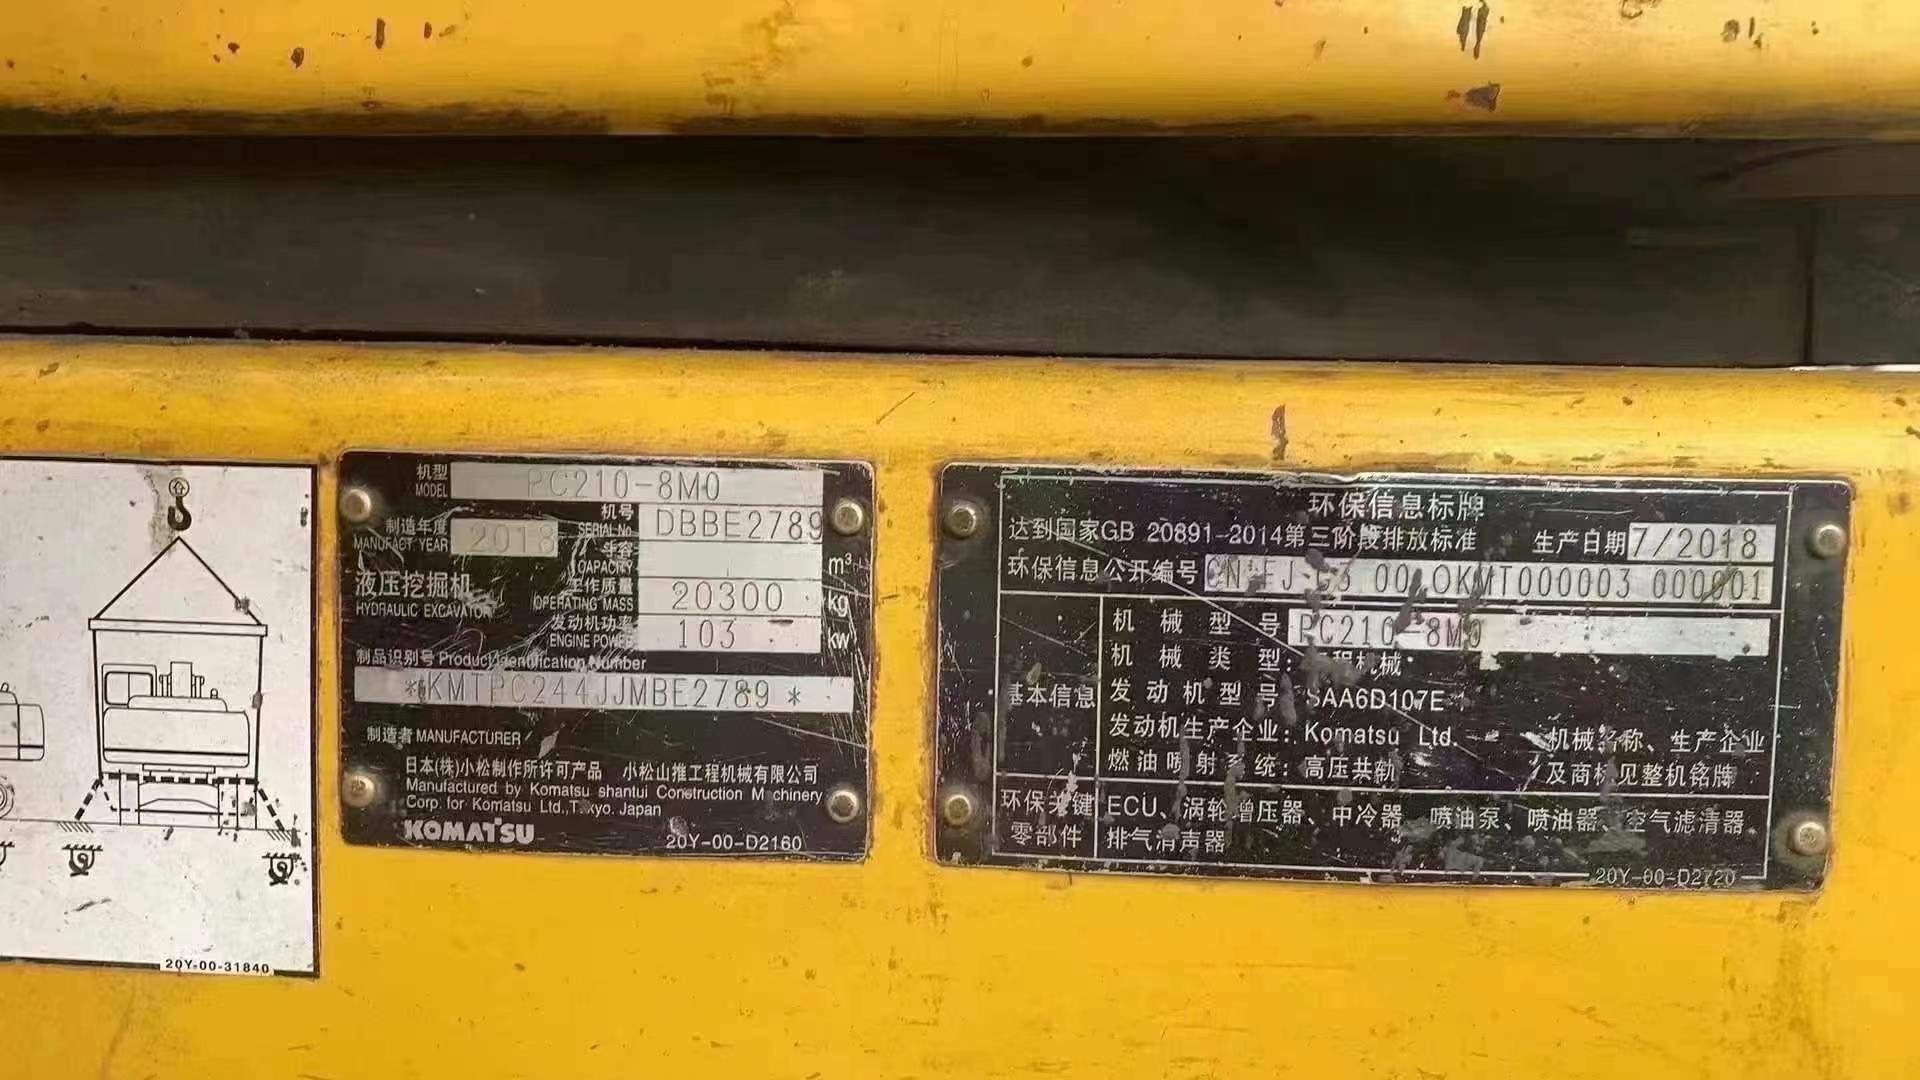 机型 MODEL PC210-8M0
制造年度 MANUFACT YEAR 2018
机号 SERIAL No DBBE2789
斗容 CAPACITY m³
液压挖掘机 HYDRAULIC EXCAVATOR
工作质量 OPERATING MASS 20300 kg
发动机功率 ENGINE POWER 103 kw
制品识别号 Product Identification Number
*KMTPC244JJMBE2789*
制造者 MANUFACTURER
日本(株)小松制作所许可产品 小松山推工程机械有限公司
Manufactured by Komatsu shantui Construction Machinery
Corp. for Komatsu Ltd.,Tokyo. Japan
KOMATSU 20Y-00-D2160
20Y-00-31840
环保信息标牌
达到国家GB 20891-2014第三阶段排放标准 生产日期 7/2018
环保信息公开编号 00 0KMT000003 000001
基本信息
机械型号 PC210-8M0
机械类型: 工程机械
发动机型号 SAA6D107E-1
发动机生产企业: Komatsu Ltd.
燃油喷射系统: 高压共轨
机械名称、生产企业
及商标见整机铭牌
环保关键
零部件
ECU、涡轮增压器、中冷器、喷油泵、喷油器、空气滤清器、
排气消声器
20Y-00-D2720